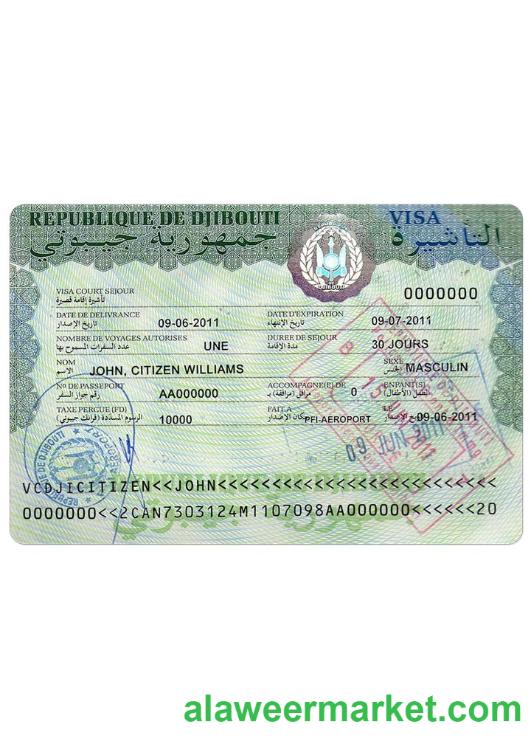 REPUBLIQUE DE DJIBOUTI VISA
جمهورية جيبوتي التأشيرة
VISA COURT SEJOUR
تأشيرة إقامة قصيرة 0000000
DATE DE DELIVRANCE 09-06-2011 DATE D'EXPIRATION 09-07-2011
تاريخ الإصدار تاريخ الإنتهاء
NOMBRE DE VOYAGES AUTORISES UNE DUREE DE SEJOUR 30 JOURS
عدد السفرات المسموح بها مدة الإقامة
NOM JOHN, CITIZEN WILLIAMS SEXE MASCULIN
الإسم الجنس
Nº DE PASSEPORT AA000000 ACCOMPAGNE(E) DE 0 ENFANT(S)
رقم جواز السفر مرافق (مرافقة) بـ الطفل (الأطفال)
TAXE PERCUE (FD) 10000 FAIT A PFI-AEROPORT LE 09-06-2011
الرسوم المسددة (فرانك جيبوتي) مكان الإصدار
09 JUN 2011
REPUBLIQUE DE DJIBOUTI
VCDJICITIZEN<<JOHN<<<<<<<<<<<<<<<<<<<<<<<<<<
0000000<<2CAN7303124M1107098AA000000<<<<<<20
alaweermarket.com